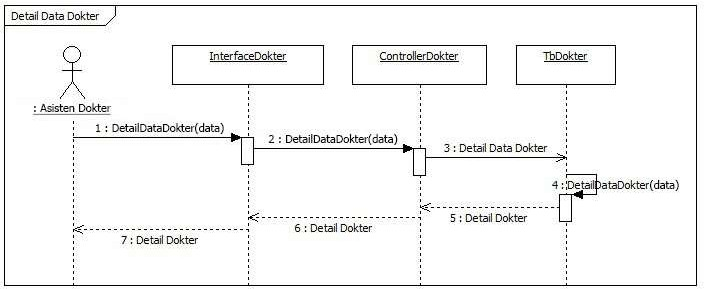 Detail Data Dokter
InterfaceDokter
ControllerDokter
TbDokter
: Asisten Dokter
1 : DetailDataDokter(data)
2 : DetailDataDokter(data)
3 : Detail Data Dokter
4 : DetailDataDokter(data)
5 : Detail Dokter
6 : Detail Dokter
7 : Detail Dokter